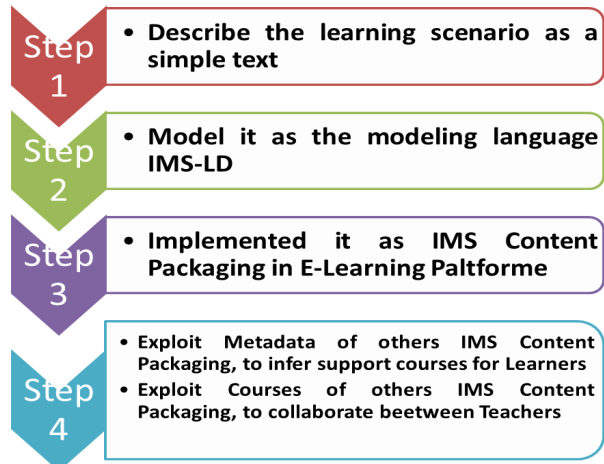 Step
1
• Describe the learning scenario as a
simple text
Step
2
• Model it as the modeling language
IMS-LD
Step
3
• Implemented it as IMS Content
Packaging in E-Learning Paltforme
Step
4
• Exploit Metadata of others IMS Content
Packaging, to infer support courses for Learners
• Exploit Courses of others IMS Content
Packaging, to collaborate beetween Teachers